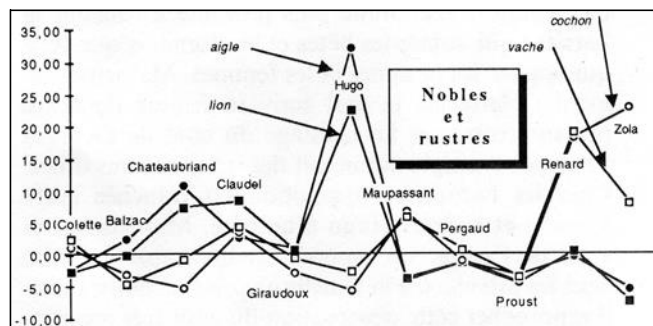 35,00
30,00
25,00
20,00
15,00
10,00
5,00
0,00
-5,00
-10,00
aigle
lion
Hugo
Nobles
et
rustres
vache
cochon
Zola
Renard
Chateaubriand
Claudel
Maupassant
Colette
Balzac
Pergaud
Giraudoux
Proust